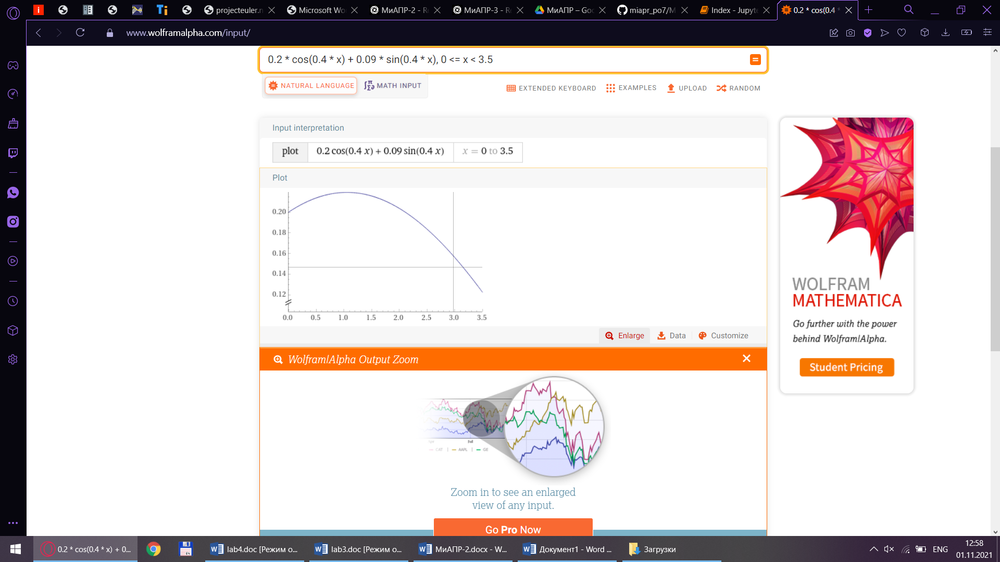 projecteuler.n
Microsoft Wo
МиАПР-2 - R
МиАПР-3 - R
МиАПР – Goo
miapr_po7/M
Index - Jupyte
0.2 * cos(0.4 *
www.wolframalpha.com/input/
0.2 * cos(0.4 * x) + 0.09 * sin(0.4 * x), 0 <= x < 3.5
NATURAL LANGUAGE
MATH INPUT
EXTENDED KEYBOARD
EXAMPLES
UPLOAD
RANDOM
Input interpretation
plot
0.2 cos(0.4 x) + 0.09 sin(0.4 x)
x = 0 to 3.5
Plot
0.20
0.18
0.16
0.14
0.12
0.0 0.5 1.0 1.5 2.0 2.5 3.0 3.5
Enlarge
Data
Customize
Wolfram|Alpha Output Zoom
CAT | AAPL | GE
Zoom in to see an enlarged
view of any input.
Go Pro Now
WOLFRAM
MATHEMATICA
Go further with the power
behind Wolfram|Alpha.
Student Pricing
0.2 * cos(0.4 * x) + 0...
lab4.doc [Режим о...
lab3.doc [Режим о...
МиАПР-2.docx - W...
Документ1 - Word ...
Загрузки
ENG
12:58
01.11.2021